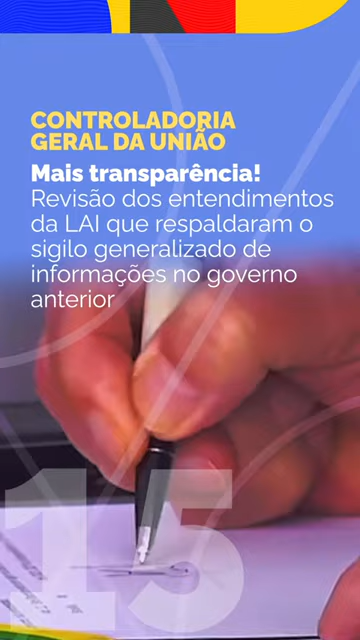 CONTROLADORIA
GERAL DA UNIÃO
Mais transparência!
Revisão dos entendimentos
da LAI que respaldaram o
sigilo generalizado de
informações no governo
anterior
15